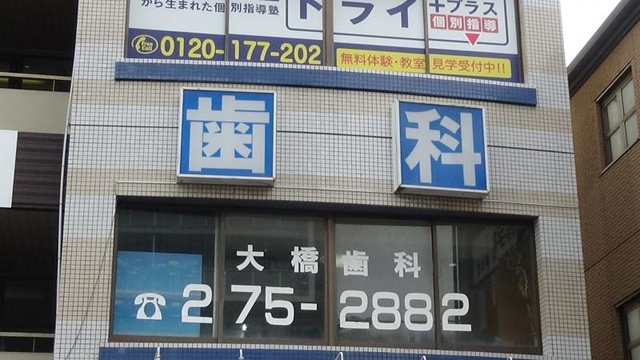 から生まれた個別指導塾
トライ
+プラス
個別指導
Free Call
0120-177-202
無料体験・教室見学受付中!!
歯科
大橋歯科
☎275-2882